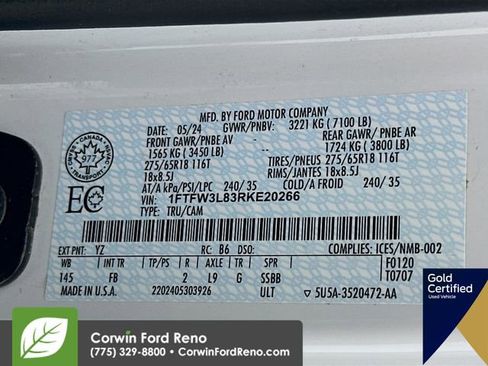 MFD. BY FORD MOTOR COMPANY
DATE: 05/24 GVWR/PNBV: 3221 KG ( 7100 LB)
FRONT GAWR/PNBE AV REAR GAWR/ PNBE AR
1565 KG ( 3450 LB) 1724 KG ( 3800 LB)
275/65R18 116T TIRES/PNEUS 275/65R18 116T
18x8.5J RIMS/JANTES 18x8.5J
AT/A kPa/PSI/LPC 240/ 35 COLD/A FROID 240/ 35
VIN: 1FTFW3L83RKE20266
TYPE: TRU/CAM
CANADA
977
TRANSPORT
EC
EXT PNT: YZ RC: B6 DSO: COMPLIES: ICES/NMB-002
WB INT TR TP/PS R AXLE TR SPR F0120
145 FB 2 L9 G SSBB T0707
MADE IN U.S.A. 2202405303926 ULT 5U5A-3520472-AA
Gold
Certified
Used Vehicle
Corwin Ford Reno
(775) 329-8800 • CorwinFordReno.com